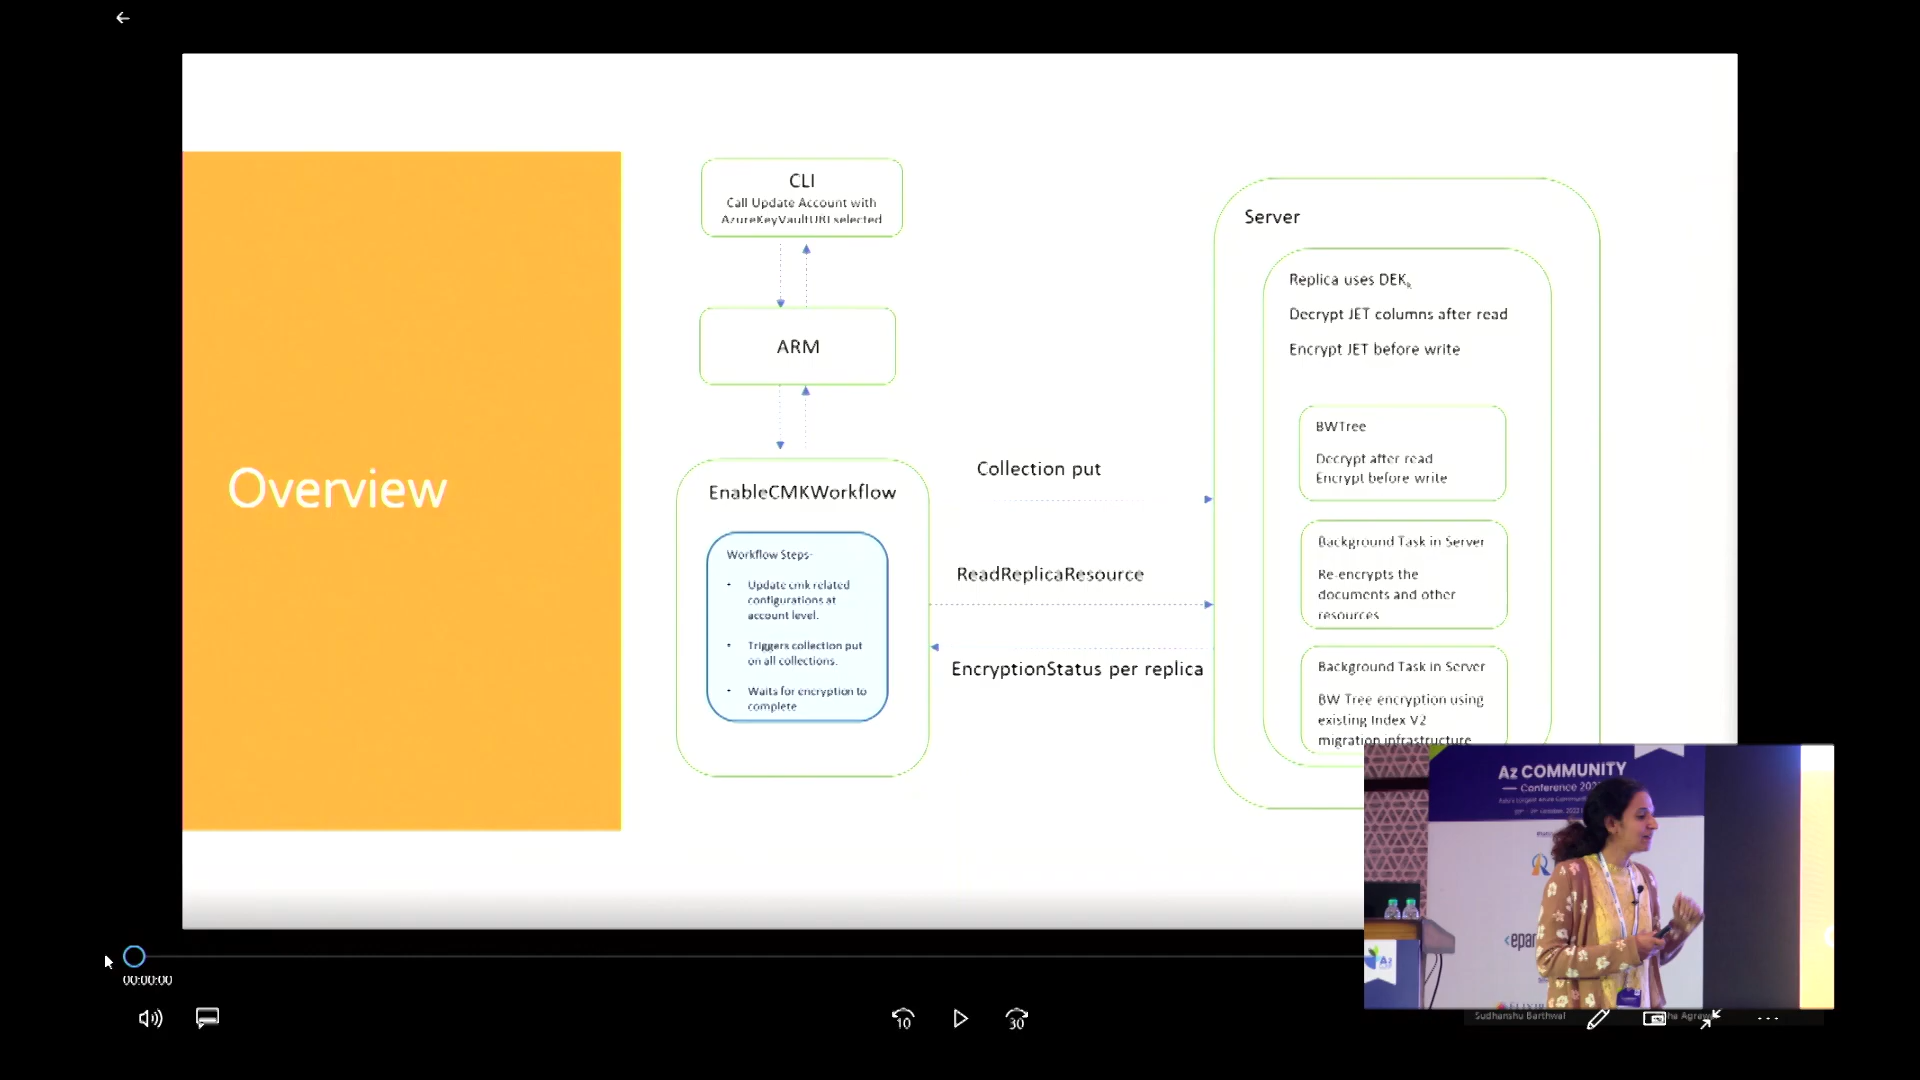 Overview
CLI
Call Update Account with
AzureKeyVaultURI selected
ARM
EnableCMKWorkflow
Workflow Steps-
• Update cmk related
configurations at
account level.
• Triggers collection put
on all collections.
• Waits for encryption to
complete
Collection put
ReadReplicaResource
EncryptionStatus per replica
Server
Replica uses DEKk
Decrypt JET columns after read
Encrypt JET before write
BWTree
Decrypt after read
Encrypt before write
Background Task in Server
Re-encrypts the
documents and other
resources
Background Task in Server
BW Tree encryption using
existing Index V2
migration infrastructure
Az COMMUNITY
Conference
Az
00:00:00
10
30
Sudhanshu Barthwal